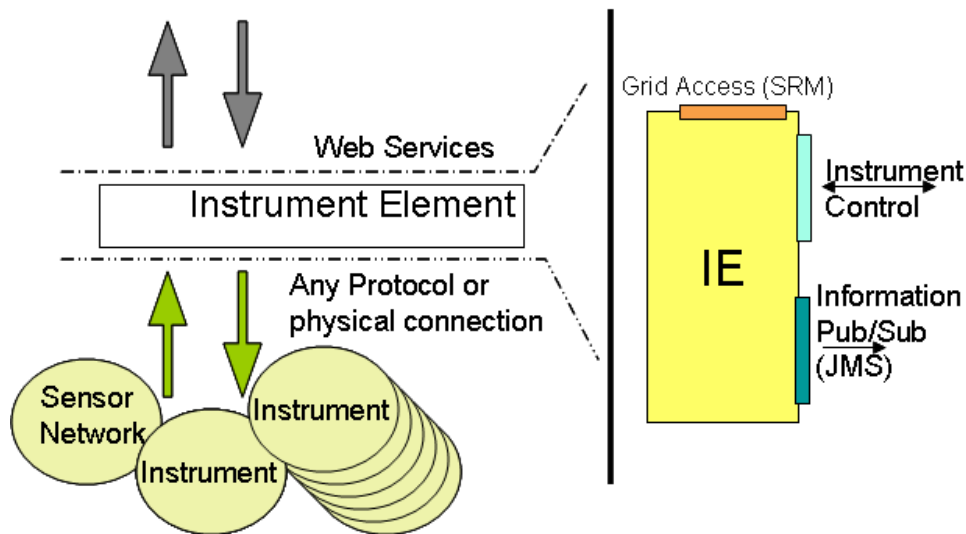 Web Services
Instrument Element
Any Protocol or
physical connection
Sensor
Network
Instrument
Instrument
Grid Access (SRM)
IE
Instrument
Control
Information
Pub/Sub
(JMS)